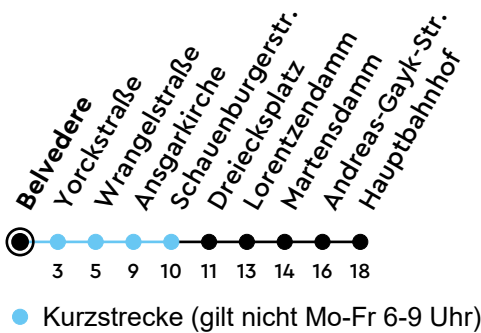 Belvedere
Yorckstraße
Wrangelstraße
Ansgarkirche
Schauenburgerstr.
Dreiecksplatz
Lorentzendamm
Martensdamm
Andreas-Gayk-Str.
Hauptbahnhof
3 5 9 10 11 13 14 16 18
Kurzstrecke (gilt nicht Mo-Fr 6-9 Uhr)